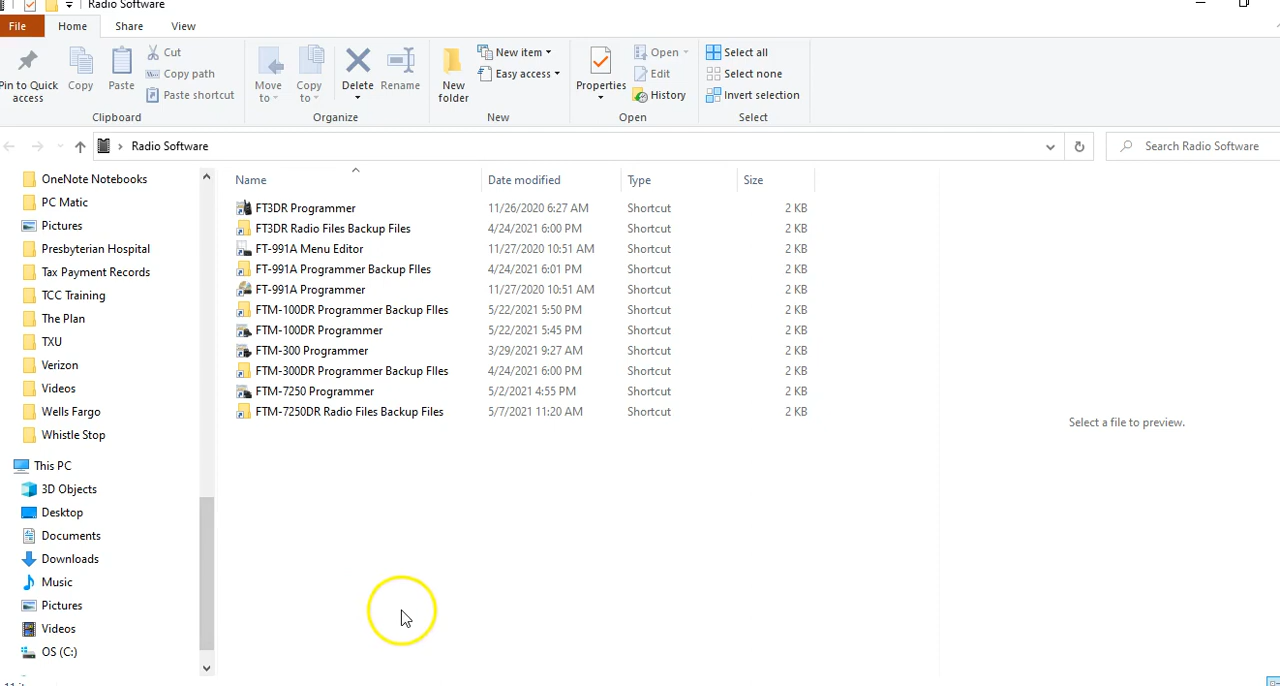 Radio Software
File Home Share View
Pin to Quick access
Copy
Paste
Cut
Copy path
Paste shortcut
Clipboard
Move to
Copy to
Delete
Rename
Organize
New folder
New item
Easy access
New
Properties
Open
Edit
History
Open
Select all
Select none
Invert selection
Select
Radio Software
Search Radio Software
OneNote Notebooks
PC Matic
Pictures
Presbyterian Hospital
Tax Payment Records
TCC Training
The Plan
TXU
Verizon
Videos
Wells Fargo
Whistle Stop
This PC
3D Objects
Desktop
Documents
Downloads
Music
Pictures
Videos
OS (C:)
Name Date modified Type Size
FT3DR Programmer 11/26/2020 6:27 AM Shortcut 2 KB
FT3DR Radio Files Backup Files 4/24/2021 6:00 PM Shortcut 2 KB
FT-991A Menu Editor 11/27/2020 10:51 AM Shortcut 2 KB
FT-991A Programmer Backup FIles 4/24/2021 6:01 PM Shortcut 2 KB
FT-991A Programmer 11/27/2020 10:51 AM Shortcut 2 KB
FTM-100DR Programmer Backup FIles 5/22/2021 5:50 PM Shortcut 2 KB
FTM-100DR Programmer 5/22/2021 5:45 PM Shortcut 2 KB
FTM-300 Programmer 3/29/2021 9:27 AM Shortcut 2 KB
FTM-300DR Programmer Backup FIles 4/24/2021 6:00 PM Shortcut 2 KB
FTM-7250 Programmer 5/2/2021 4:55 PM Shortcut 2 KB
FTM-7250DR Radio Files Backup Files 5/7/2021 11:20 AM Shortcut 2 KB
Select a file to preview.